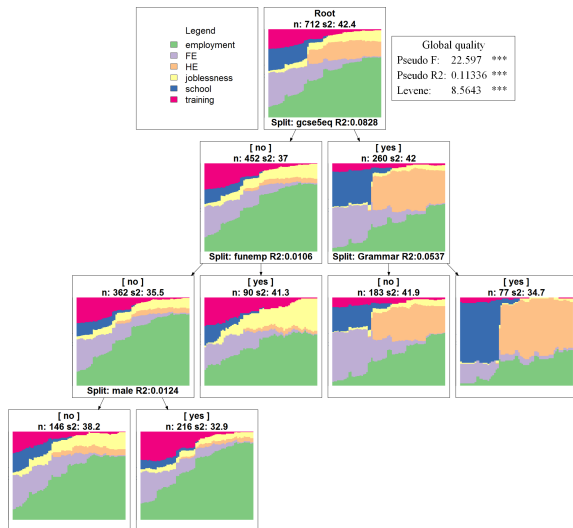 Legend
employment
FE
HE
joblessness
school
training
Root
n: 712 s2: 42.4
Split: gcse5eq R2:0.0828
Global quality
Pseudo F: 22.597 ***
Pseudo R2: 0.11336 ***
Levene: 8.5643 ***
[ no ]
n: 452 s2: 37
Split: funemp R2:0.0106
[ yes ]
n: 260 s2: 42
Split: Grammar R2:0.0537
[ no ]
n: 362 s2: 35.5
Split: male R2:0.0124
[ yes ]
n: 90 s2: 41.3
[ no ]
n: 183 s2: 41.9
[ yes ]
n: 77 s2: 34.7
[ no ]
n: 146 s2: 38.2
[ yes ]
n: 216 s2: 32.9